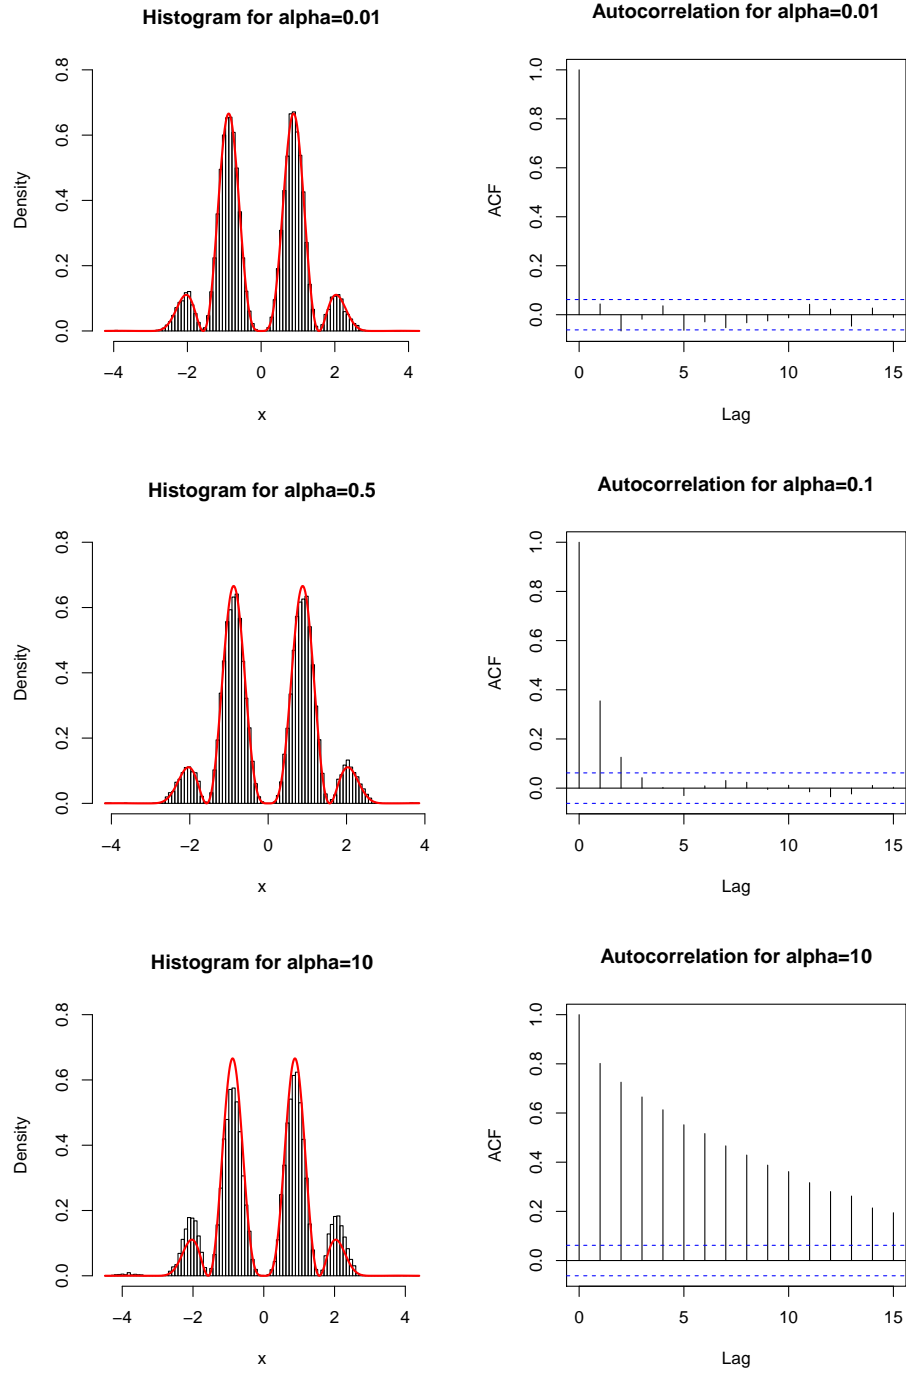 Histogram for alpha=0.01
Density
0.0 0.2 0.4 0.6 0.8
−4 −2 0 2 4
x
Autocorrelation for alpha=0.01
ACF
0.0 0.2 0.4 0.6 0.8 1.0
0 5 10 15
Lag
Histogram for alpha=0.5
Density
0.0 0.2 0.4 0.6 0.8
−4 −2 0 2 4
x
Autocorrelation for alpha=0.1
ACF
0.0 0.2 0.4 0.6 0.8 1.0
0 5 10 15
Lag
Histogram for alpha=10
Density
0.0 0.2 0.4 0.6 0.8
−4 −2 0 2 4
x
Autocorrelation for alpha=10
ACF
0.0 0.2 0.4 0.6 0.8 1.0
0 5 10 15
Lag